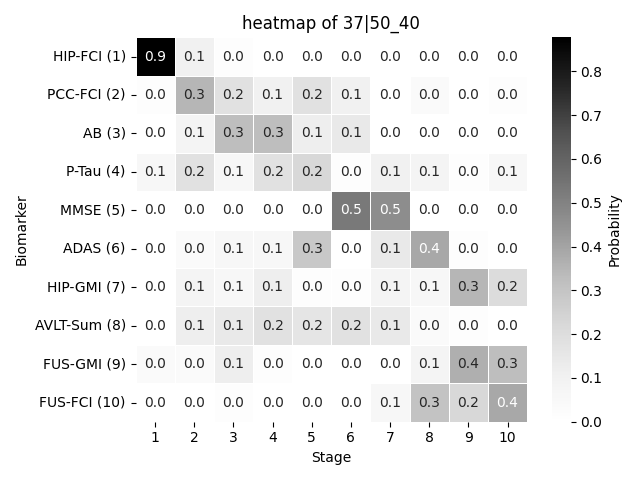 heatmap of 37|50_40
HIP-FCI (1) 0.9 0.1 0.0 0.0 0.0 0.0 0.0 0.0 0.0 0.0
PCC-FCI (2) 0.0 0.3 0.2 0.1 0.2 0.1 0.0 0.0 0.0 0.0
AB (3) 0.0 0.1 0.3 0.3 0.1 0.1 0.0 0.0 0.0 0.0
P-Tau (4) 0.1 0.2 0.1 0.2 0.2 0.0 0.1 0.1 0.0 0.1
MMSE (5) 0.0 0.0 0.0 0.0 0.0 0.5 0.5 0.0 0.0 0.0
ADAS (6) 0.0 0.0 0.1 0.1 0.3 0.0 0.1 0.4 0.0 0.0
HIP-GMI (7) 0.0 0.1 0.1 0.1 0.0 0.0 0.1 0.1 0.3 0.2
AVLT-Sum (8) 0.0 0.1 0.1 0.2 0.2 0.2 0.1 0.0 0.0 0.0
FUS-GMI (9) 0.0 0.0 0.1 0.0 0.0 0.0 0.0 0.1 0.4 0.3
FUS-FCI (10) 0.0 0.0 0.0 0.0 0.0 0.0 0.1 0.3 0.2 0.4
1 2 3 4 5 6 7 8 9 10
Stage
Biomarker
0.8
0.7
0.6
0.5
0.4
0.3
0.2
0.1
0.0
Probability